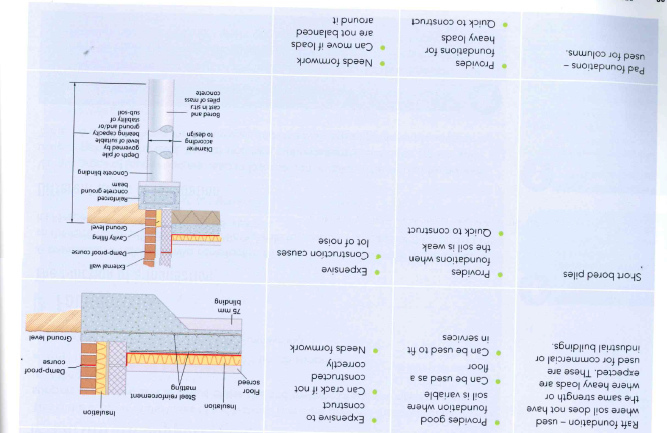 Raft foundation – used
where soil does not have
the same strength or
where heavy loads are
expected. These are
used for commercial or
industrial buildings.
• Provides good
foundation where
soil is variable
• Can be used as a
floor
• Can be used to fit
in services
• Expensive to
construct
• Can crack if not
constructed
correctly
• Needs formwork
Insulation
Floor
screed
Steel reinforcement
matting
75 mm
blinding
Insulation
Damp-proof
course
Ground level
Short bored piles
• Provides
foundations when
the soil is weak
• Quick to construct
• Expensive
• Construction causes
lot of noise
External wall
Damp-proof course
Cavity filling
Ground level
Reinforced
concrete ground
beam
Concrete blinding
Diameter
according
to design
Depth of pile
governed by
level of suitable
bearing capacity
ground and/or
stability of
sub-soil
Bored and
cast in situ
piles of mass
concrete
Pad foundations –
used for columns.
• Provides
foundations for
heavy loads
• Quick to construct
• Needs formwork
• Can move if loads
are not balanced
around it